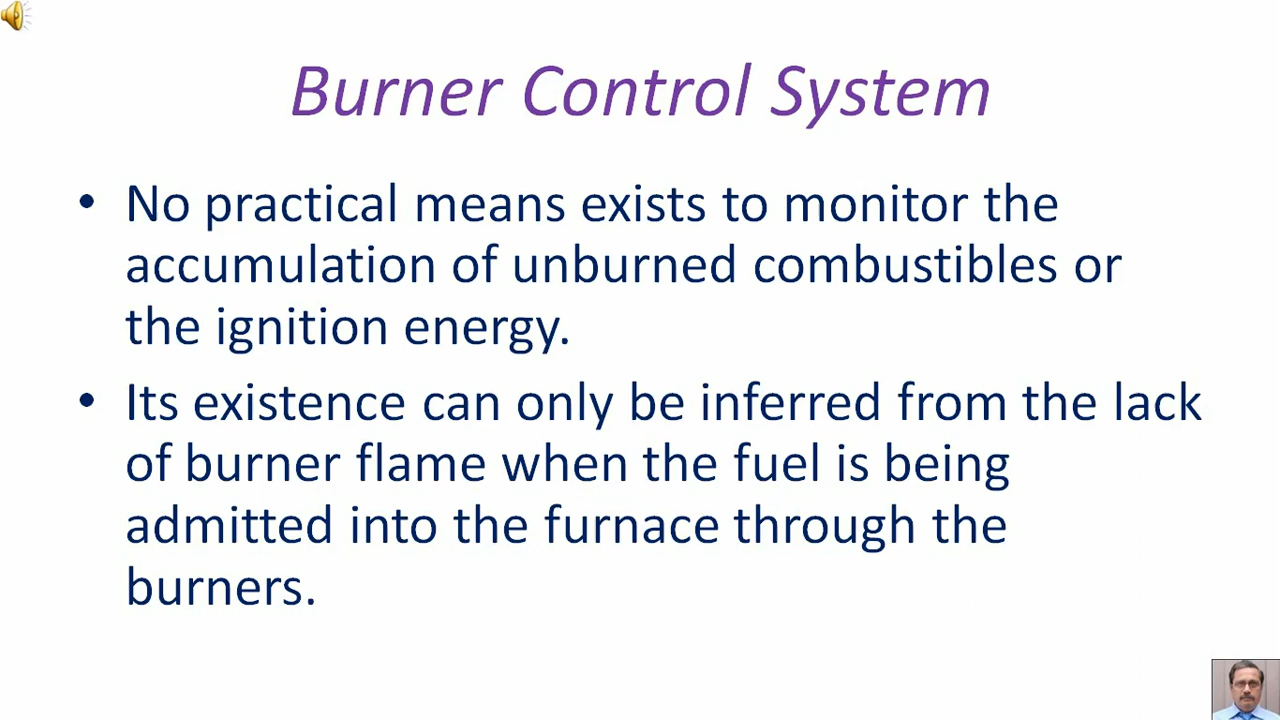 Burner Control System
• No practical means exists to monitor the
accumulation of unburned combustibles or
the ignition energy.
• Its existence can only be inferred from the lack
of burner flame when the fuel is being
admitted into the furnace through the
burners.